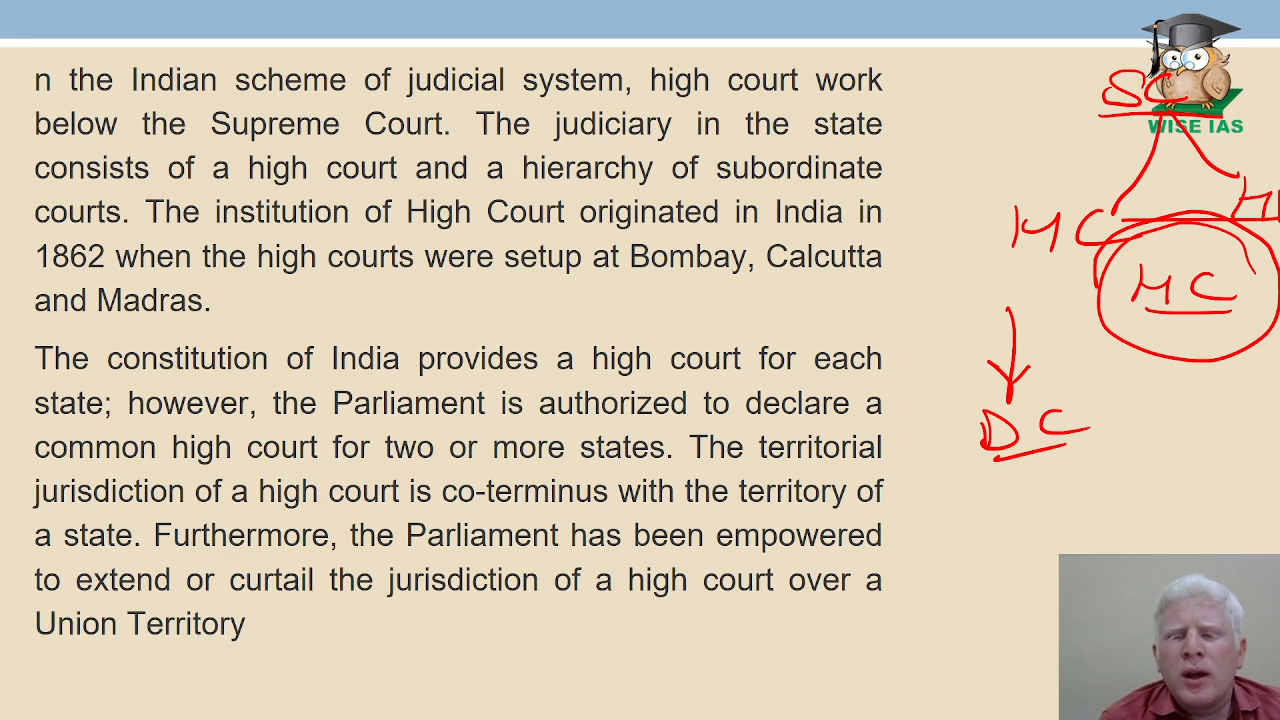 n the Indian scheme of judicial system, high court work
below the Supreme Court. The judiciary in the state
consists of a high court and a hierarchy of subordinate
courts. The institution of High Court originated in India in
1862 when the high courts were setup at Bombay, Calcutta
and Madras.
The constitution of India provides a high court for each
state; however, the Parliament is authorized to declare a
common high court for two or more states. The territorial
jurisdiction of a high court is co-terminus with the territory of
a state. Furthermore, the Parliament has been empowered
to extend or curtail the jurisdiction of a high court over a
Union Territory
SC
WISE IAS
HC
HC
DC